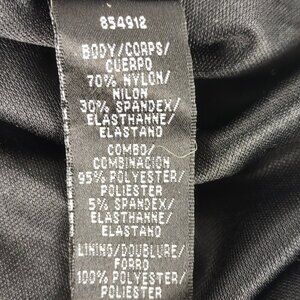 854912
BODY/CORPS/
CUERPO
70% NYLON/
NILON
30% SPANDEX/
ELASTHANNE/
ELASTAND
COMBO/
COMBINACION
95% POLYESTER/
POLIESTER
5% SPANDEX/
ELASTHANNE/
ELASTAND
LINING/DOUBLURE/
FORRO
100% POLYESTER/
POLIESTER